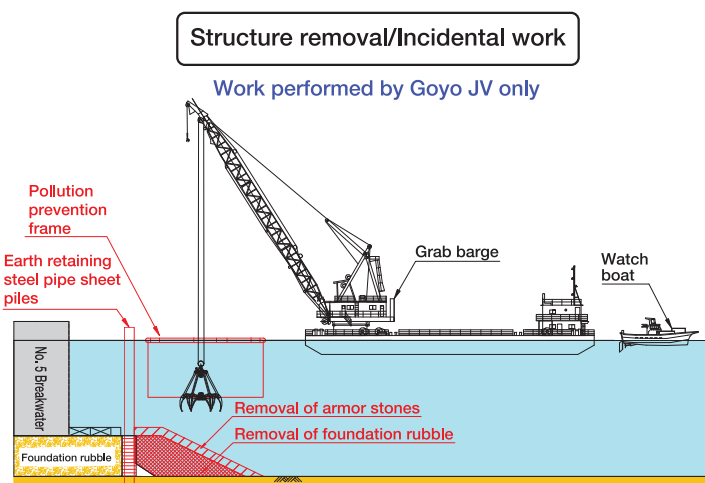 Structure removal/Incidental work
Work performed by Goyo JV only
Pollution
prevention
frame
Earth retaining
steel pipe sheet
piles
Grab barge
Watch
boat
No. 5 Breakwater
Removal of armor stones
Removal of foundation rubble
Foundation rubble